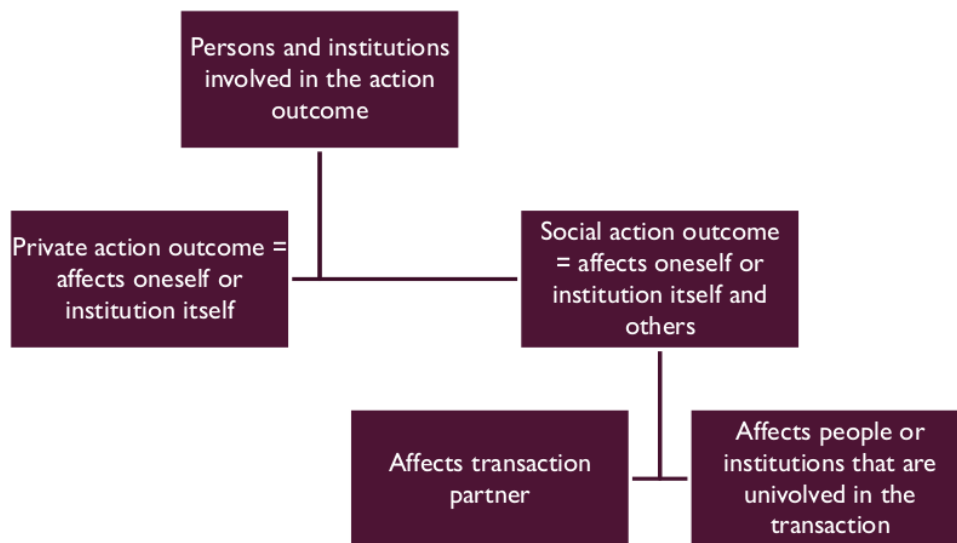 Persons and institutions
involved in the action
outcome
Private action outcome =
affects oneself or
institution itself
Social action outcome
= affects oneself or
institution itself and
others
Affects transaction
partner
Affects people or
institutions that are
univolved in the
transaction